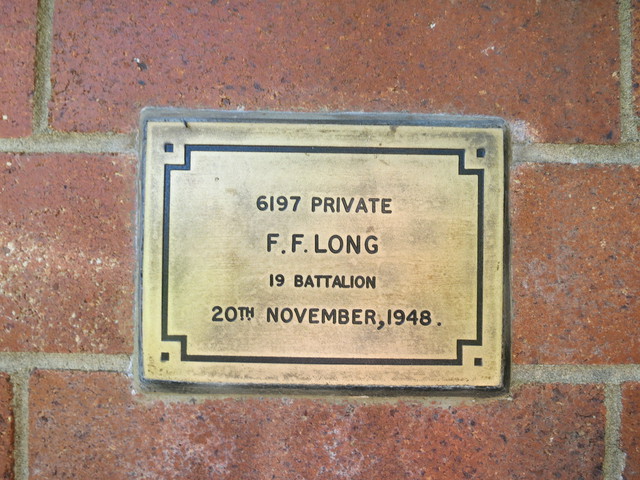 6197 PRIVATE
F.F. LONG
19 BATTALION
20TH NOVEMBER, 1948.